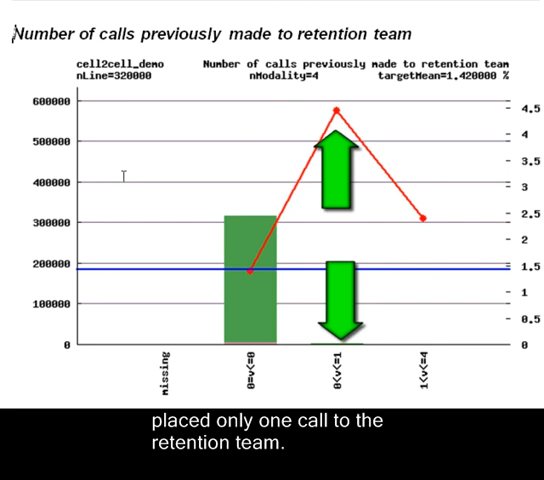 Number of calls previously made to retention team
cell2cell_demo
nLine=320000
Number of calls previously made to retention team
nModality=4
targetMean=1.420000 %
600000
500000
400000
300000
200000
100000
0
4.5
4
3.5
3
2.5
2
1.5
1
0.5
0
missing
0=v<=0
0<v<=1
1<v<=4
placed only one call to the
retention team.